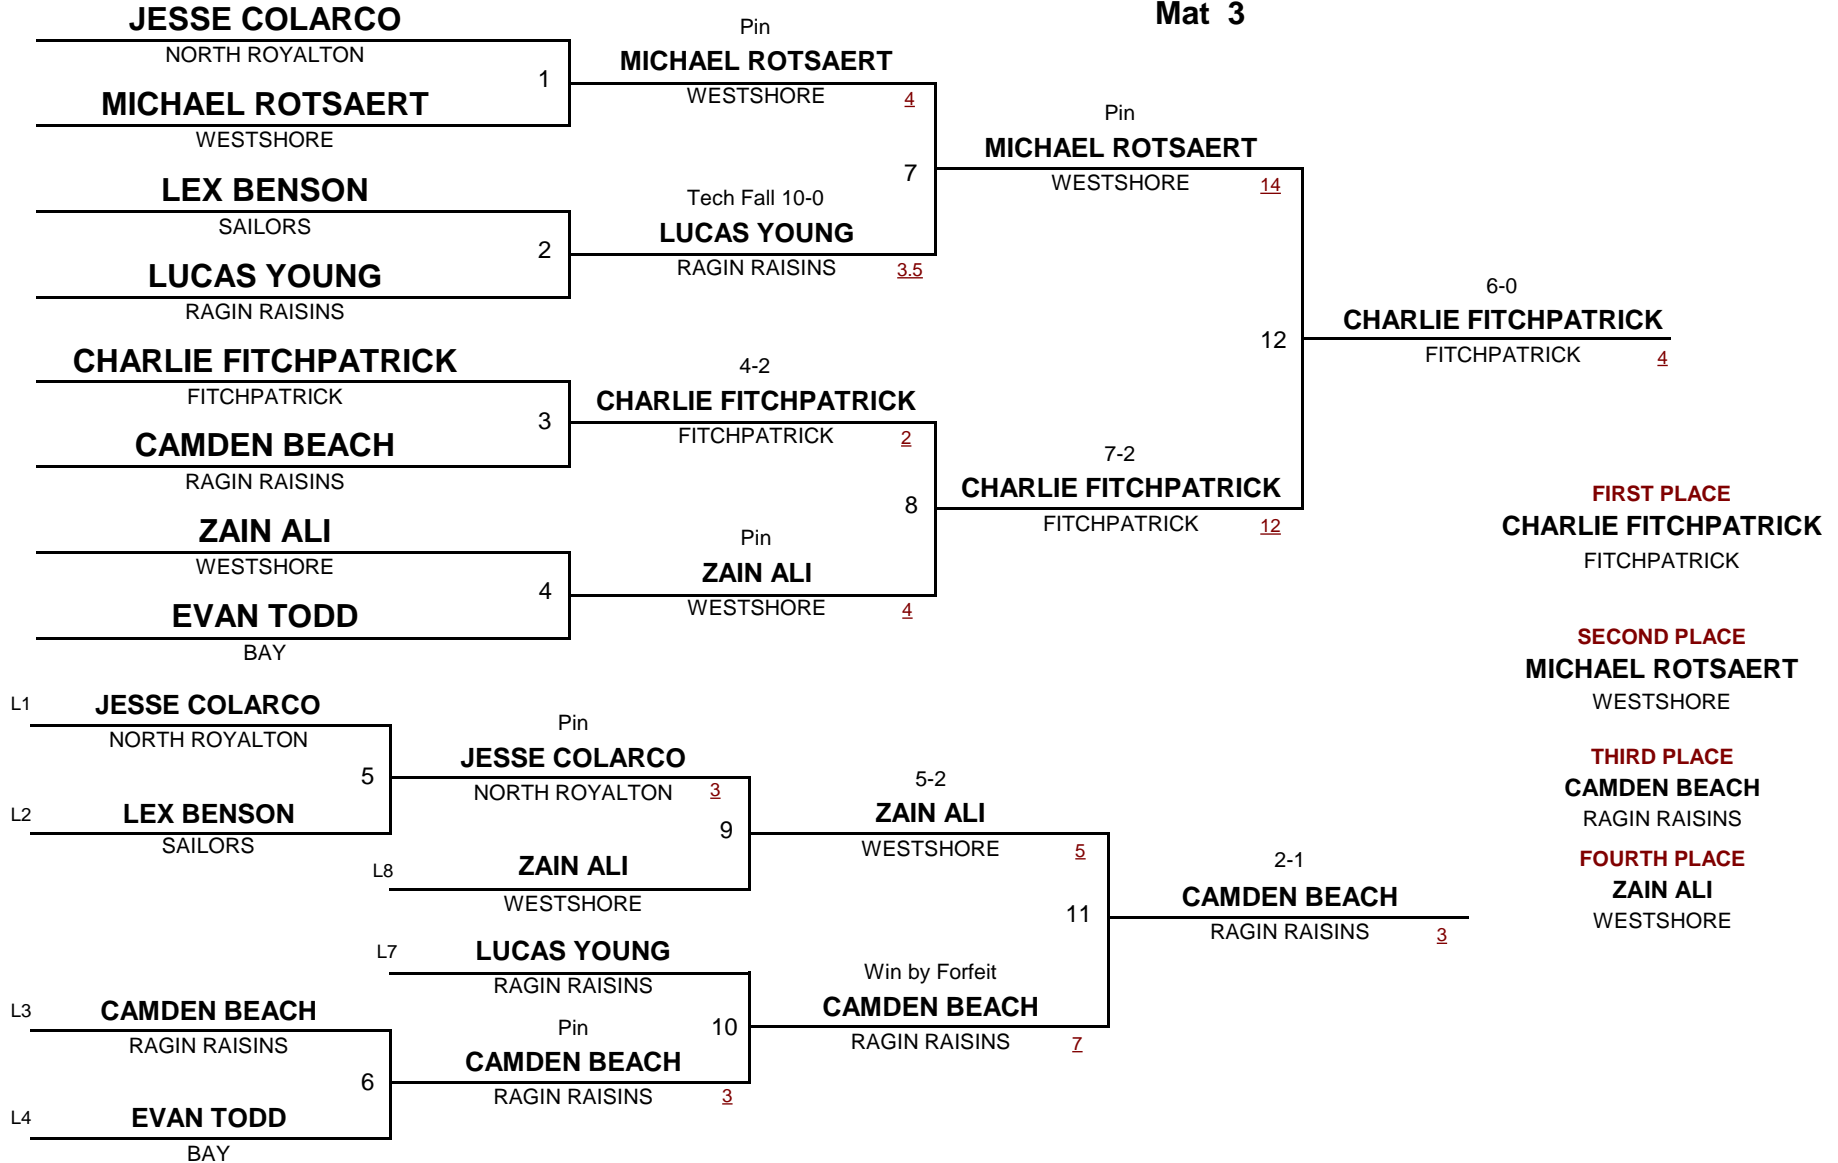 Mat 3
JESSE COLARCO
NORTH ROYALTON
1
MICHAEL ROTSAERT
WESTSHORE
LEX BENSON
SAILORS
2
LUCAS YOUNG
RAGIN RAISINS
CHARLIE FITCHPATRICK
FITCHPATRICK
3
CAMDEN BEACH
RAGIN RAISINS
ZAIN ALI
WESTSHORE
4
EVAN TODD
BAY
Pin
MICHAEL ROTSAERT
WESTSHORE 4
7
Tech Fall 10-0
LUCAS YOUNG
RAGIN RAISINS 3.5
4-2
CHARLIE FITCHPATRICK
FITCHPATRICK 2
8
Pin
ZAIN ALI
WESTSHORE 4
Pin
MICHAEL ROTSAERT
WESTSHORE 14
12
7-2
CHARLIE FITCHPATRICK
FITCHPATRICK 12
6-0
CHARLIE FITCHPATRICK
FITCHPATRICK 4
FIRST PLACE
CHARLIE FITCHPATRICK
FITCHPATRICK
SECOND PLACE
MICHAEL ROTSAERT
WESTSHORE
THIRD PLACE
CAMDEN BEACH
RAGIN RAISINS
FOURTH PLACE
ZAIN ALI
WESTSHORE
L1 JESSE COLARCO
NORTH ROYALTON
5
L2 LEX BENSON
SAILORS
L3 CAMDEN BEACH
RAGIN RAISINS
6
L4 EVAN TODD
BAY
Pin
JESSE COLARCO
NORTH ROYALTON 3
9
L8 ZAIN ALI
WESTSHORE
L7 LUCAS YOUNG
RAGIN RAISINS
Pin 10
CAMDEN BEACH
RAGIN RAISINS 3
5-2
ZAIN ALI
WESTSHORE 5
11
Win by Forfeit
CAMDEN BEACH
RAGIN RAISINS 7
2-1
CAMDEN BEACH
RAGIN RAISINS 3